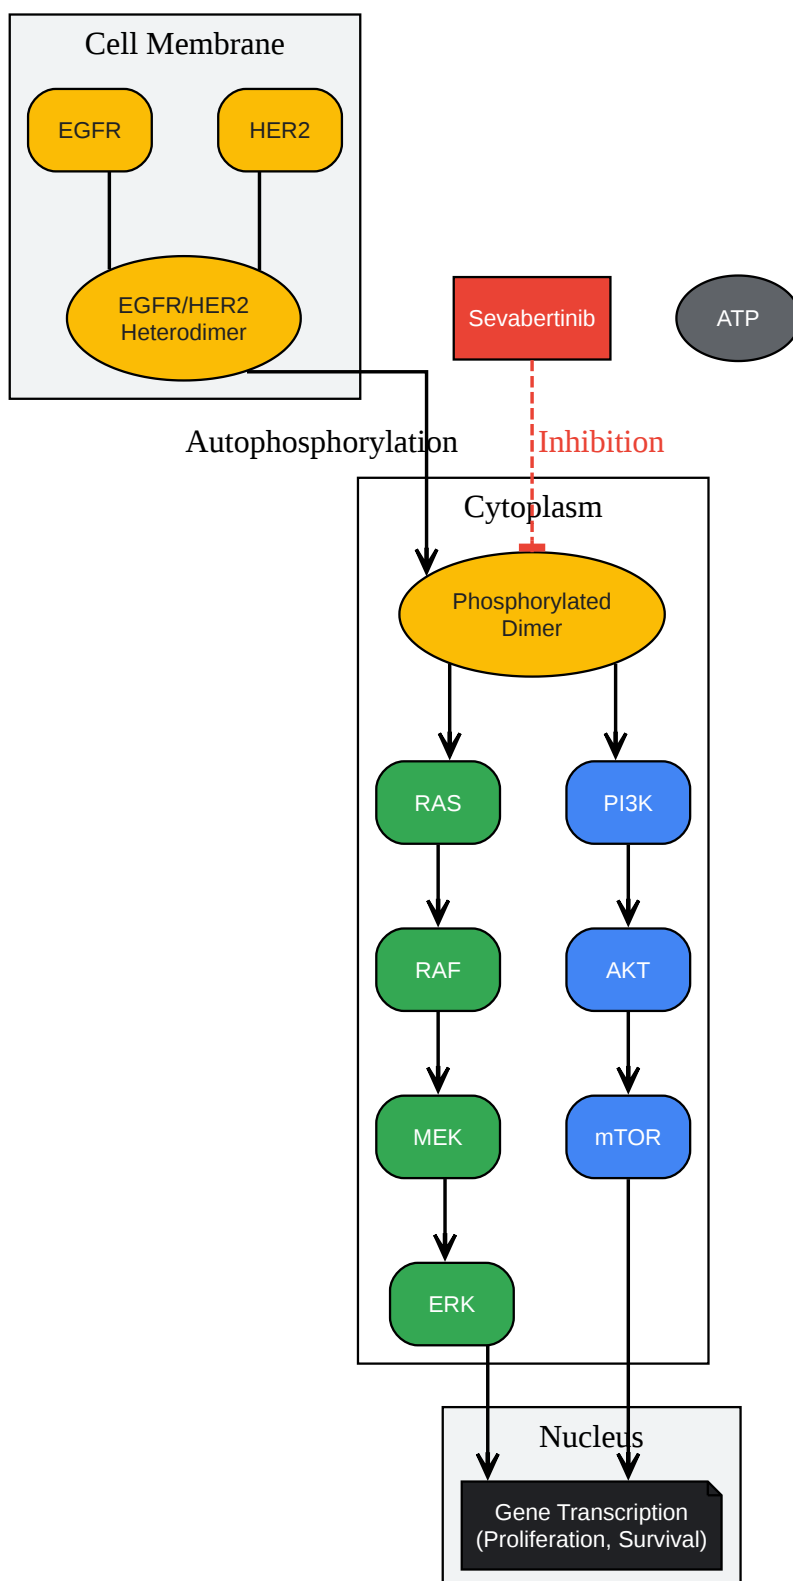 Cell Membrane
EGFR
HER2
EGFR/HER2
Heterodimer
Sevabertinib
ATP
Autophosphorylation
Inhibition
Cytoplasm
Phosphorylated
Dimer
RAS
PI3K
RAF
AKT
MEK
mTOR
ERK
Nucleus
Gene Transcription
(Proliferation, Survival)